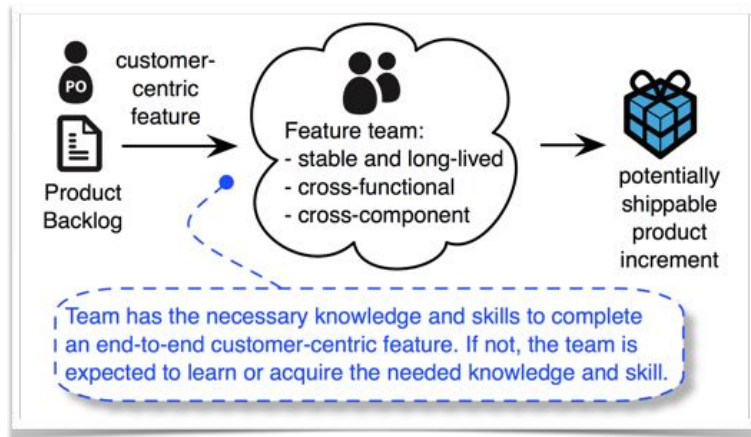 PO
Product
Backlog
customer-
centric
feature
Feature team:
- stable and long-lived
- cross-functional
- cross-component
potentially
shippable
product
increment
Team has the necessary knowledge and skills to complete
an end-to-end customer-centric feature. If not, the team is
expected to learn or acquire the needed knowledge and skill.